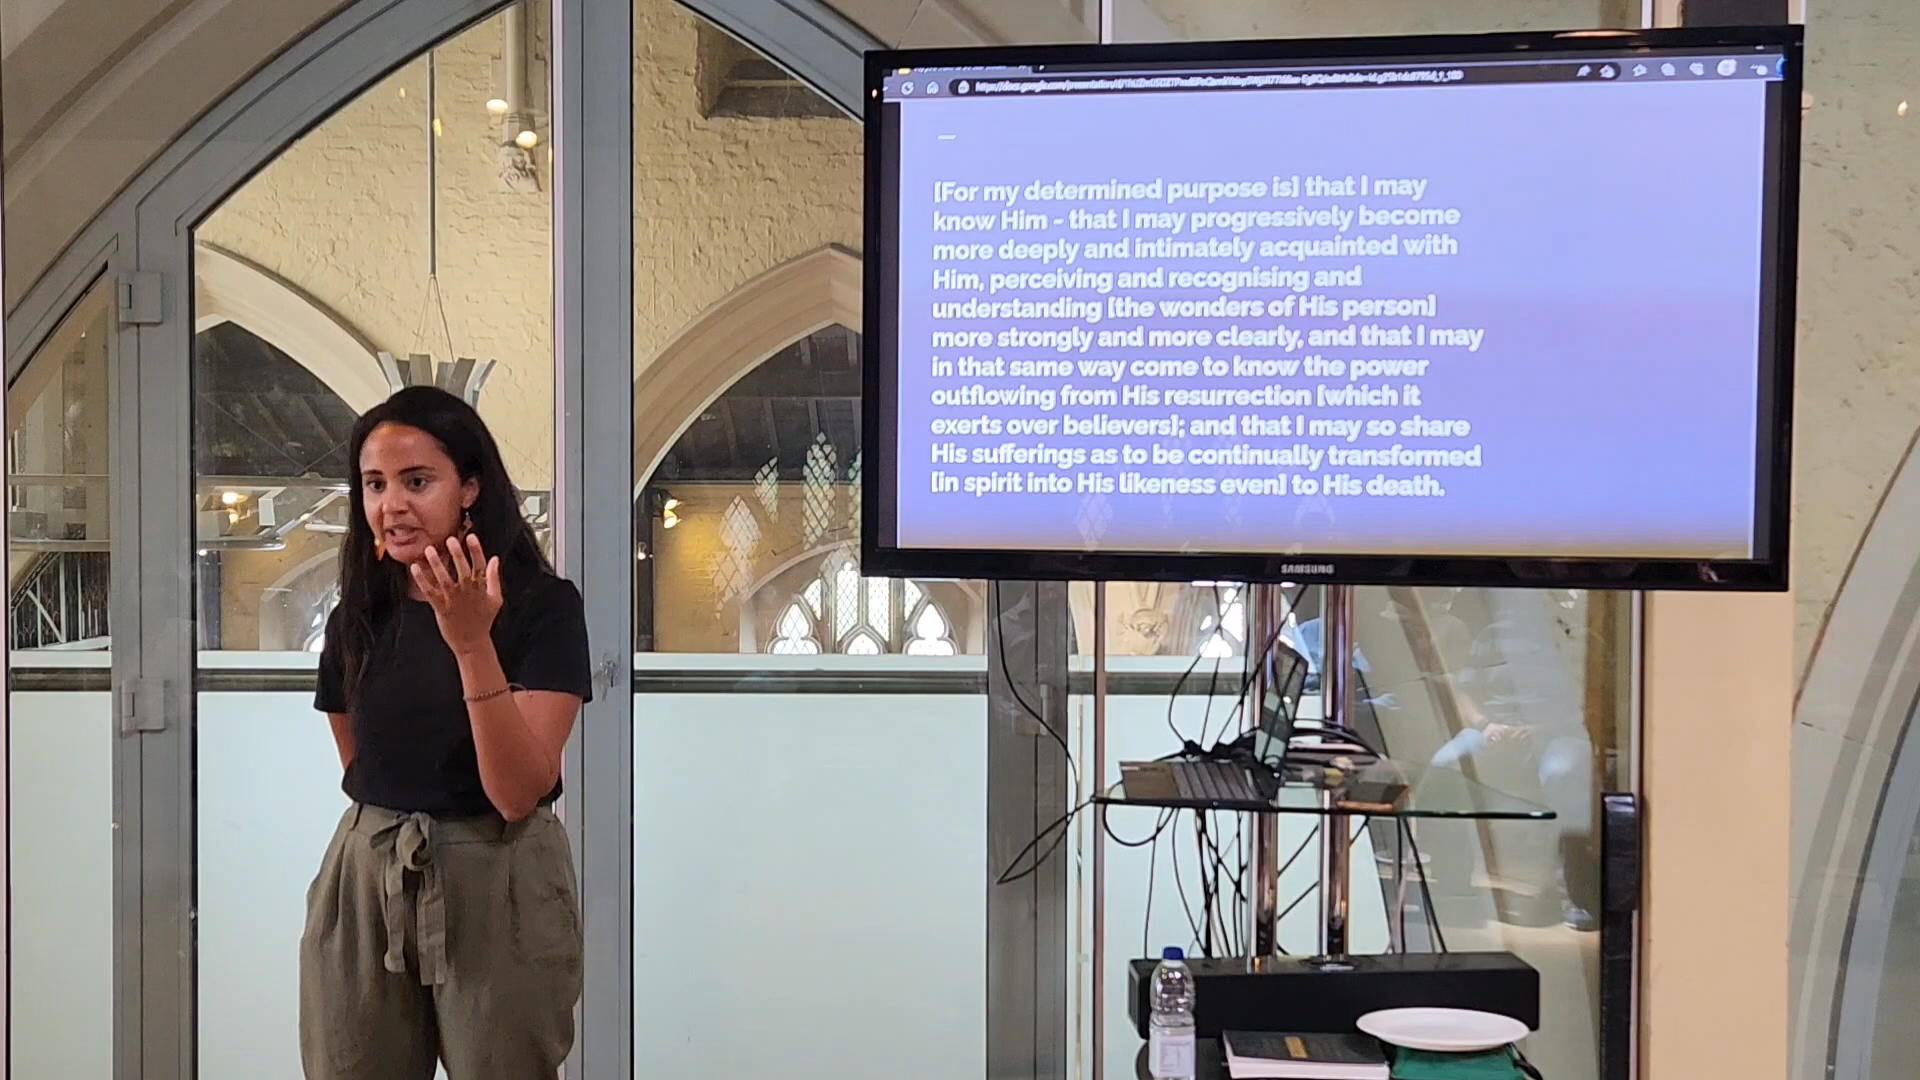 [For my determined purpose is] that I may
know Him - that I may progressively become
more deeply and intimately acquainted with
Him, perceiving and recognising and
understanding [the wonders of His person]
more strongly and more clearly, and that I may
in that same way come to know the power
outflowing from His resurrection [which it
exerts over believers]; and that I may so share
His sufferings as to be continually transformed
[in spirit into His likeness even] to His death.
SAMSUNG